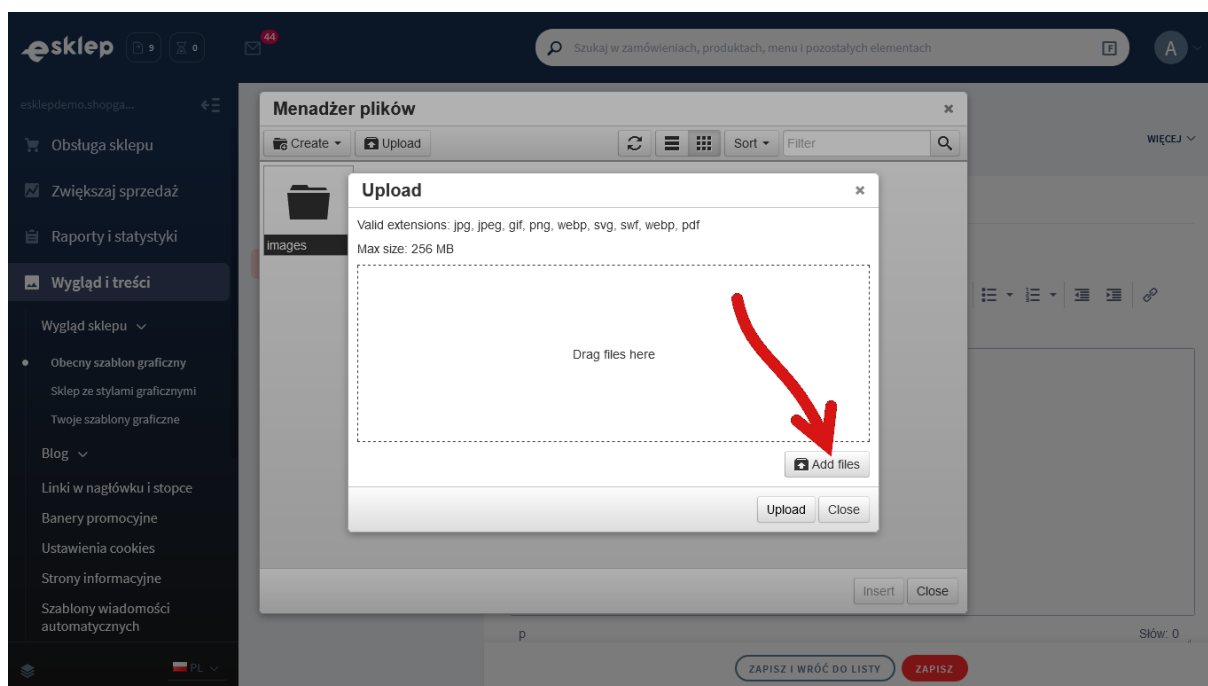 esklep
9
0
44
Szukaj w zamówieniach, produktach, menu i pozostałych elementach
F
A
esklepdemo.shopga...
Obsługa sklepu
Zwiększaj sprzedaż
Raporty i statystyki
Wygląd i treści
Wygląd sklepu
Obecny szablon graficzny
Sklep ze stylami graficznymi
Twoje szablony graficzne
Blog
Linki w nagłówku i stopce
Banery promocyjne
Ustawienia cookies
Strony informacyjne
Szablony wiadomości
automatycznych
PL
WIĘCEJ
Menadżer plików
Create
Upload
Sort
Filter
images
Upload
Valid extensions: jpg, jpeg, gif, png, webp, svg, swf, webp, pdf
Max size: 256 MB
Drag files here
Add files
Upload
Close
Insert
Close
p
Słów: 0
ZAPISZ I WRÓĆ DO LISTY
ZAPISZ